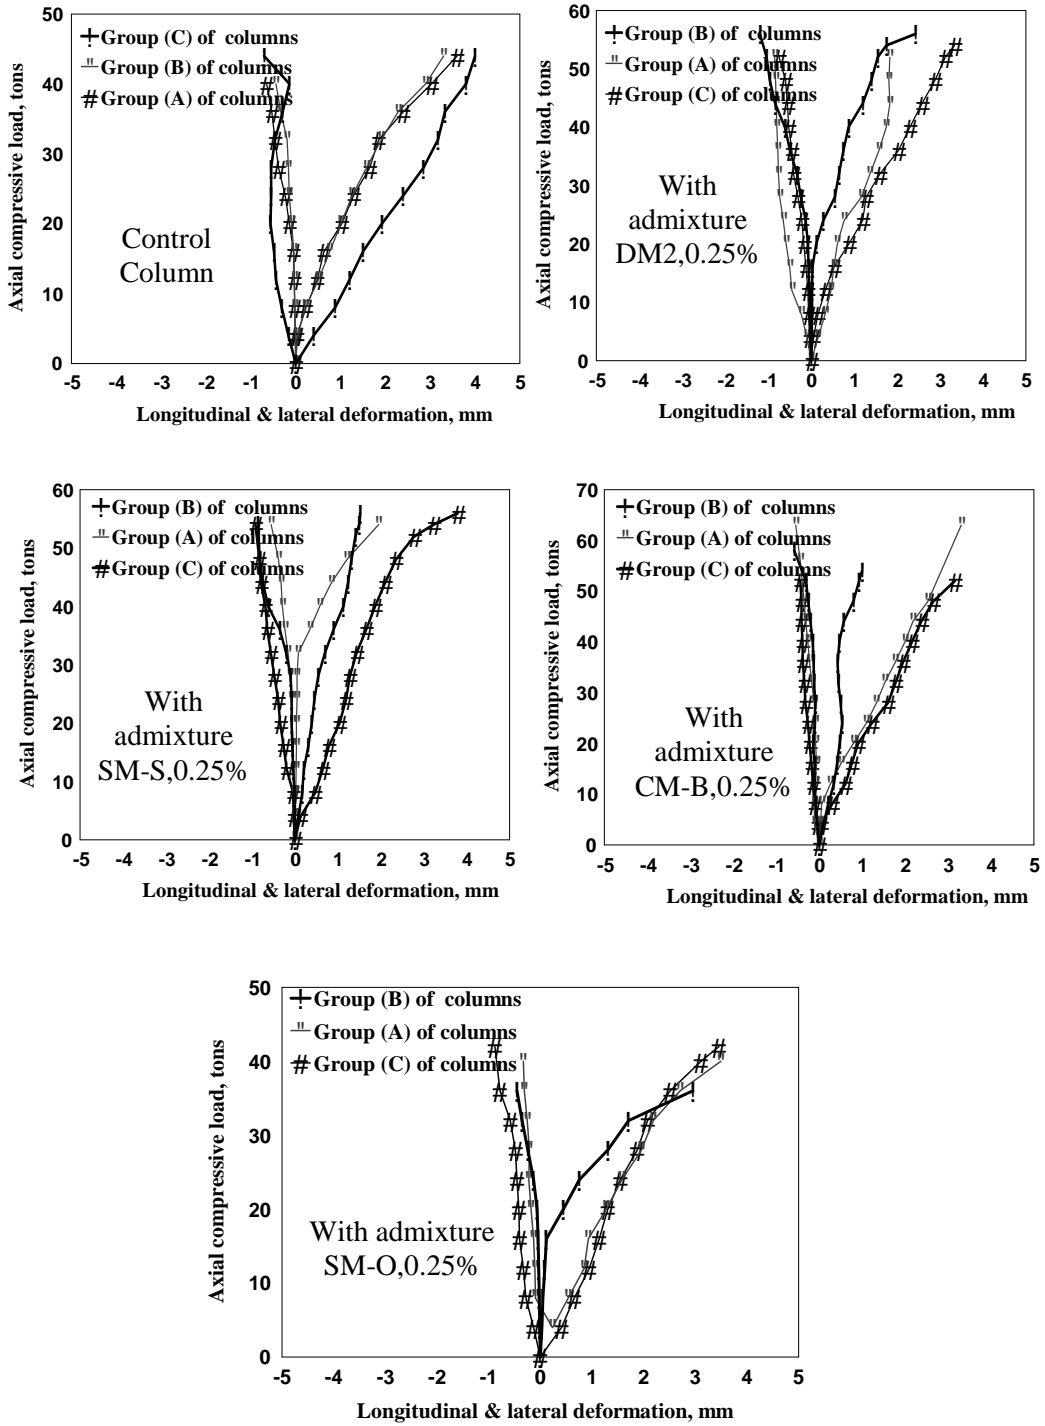 50
40
30
20
10
0
Axial compressive load, tons
Group (C) of columns
Group (B) of columns
Group (A) of columns
Control
Column
-5 -4 -3 -2 -1 0 1 2 3 4 5
Longitudinal & lateral deformation, mm
60
50
40
30
20
10
0
Axial compressive load, tons
Group (B) of columns
Group (A) of columns
Group (C) of columns
With
admixture
DM2,0.25%
-5 -4 -3 -2 -1 0 1 2 3 4 5
Longitudinal & lateral deformation, mm
60
50
40
30
20
10
0
Axial compressive load, tons
Group (B) of columns
Group (A) of columns
Group (C) of columns
With
admixture
SM-S,0.25%
-5 -4 -3 -2 -1 0 1 2 3 4 5
Longitudinal & lateral deformation, mm
70
60
50
40
30
20
10
0
Axial compressive load, tons
Group (B) of columns
Group (A) of columns
Group (C) of columns
With
admixture
CM-B,0.25%
-5 -4 -3 -2 -1 0 1 2 3 4 5
Longitudinal & lateral deformation, mm
50
40
30
20
10
0
Axial compressive load, tons
Group (B) of columns
Group (A) of columns
Group (C) of columns
With admixture
SM-O,0.25%
-5 -4 -3 -2 -1 0 1 2 3 4 5
Longitudinal & lateral deformation, mm